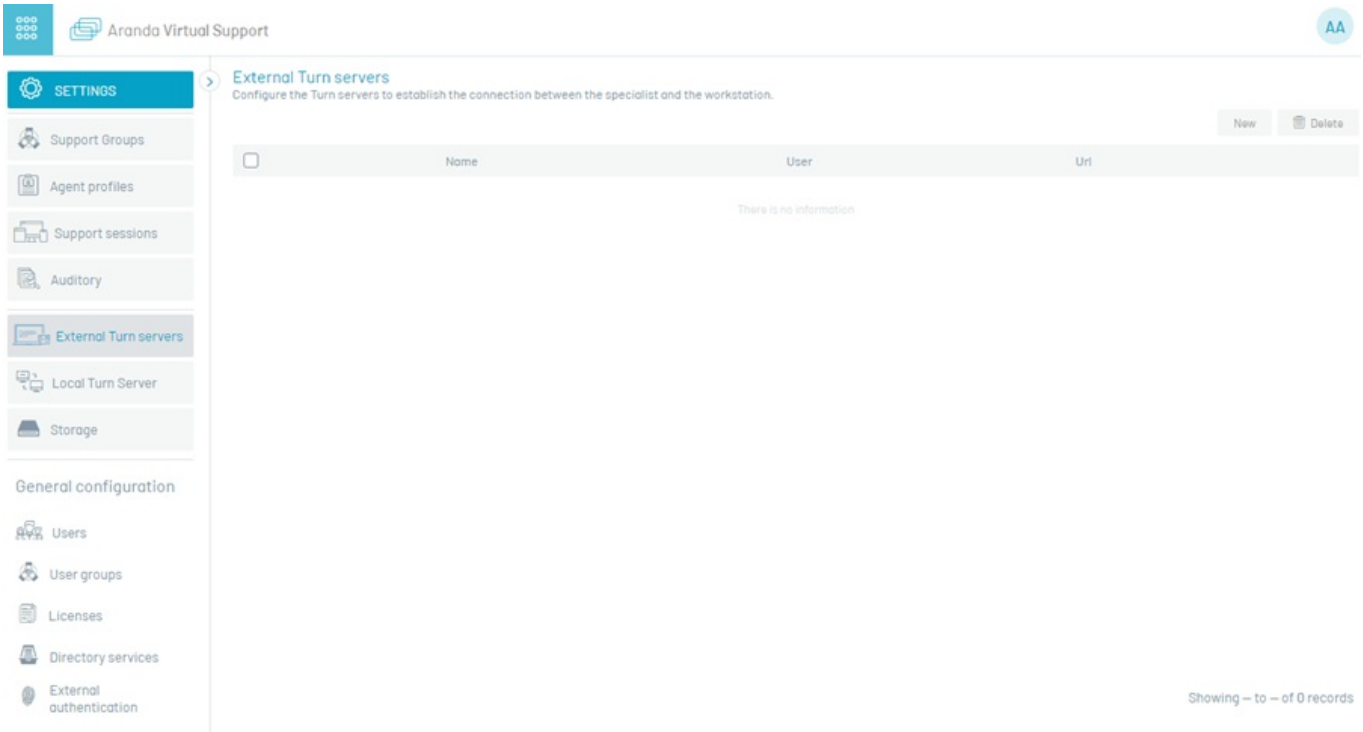 Aranda Virtual Support
AA
SETTINGS
External Turn servers
Configure the Turn servers to establish the connection between the specialist and the workstation.
New
Delete
Support Groups
Name
User
Url
Agent profiles
There is no information
Support sessions
Auditory
External Turn servers
Local Turn Server
Storage
General configuration
Users
User groups
Licenses
Directory services
External
authentication
Showing – to – of 0 records